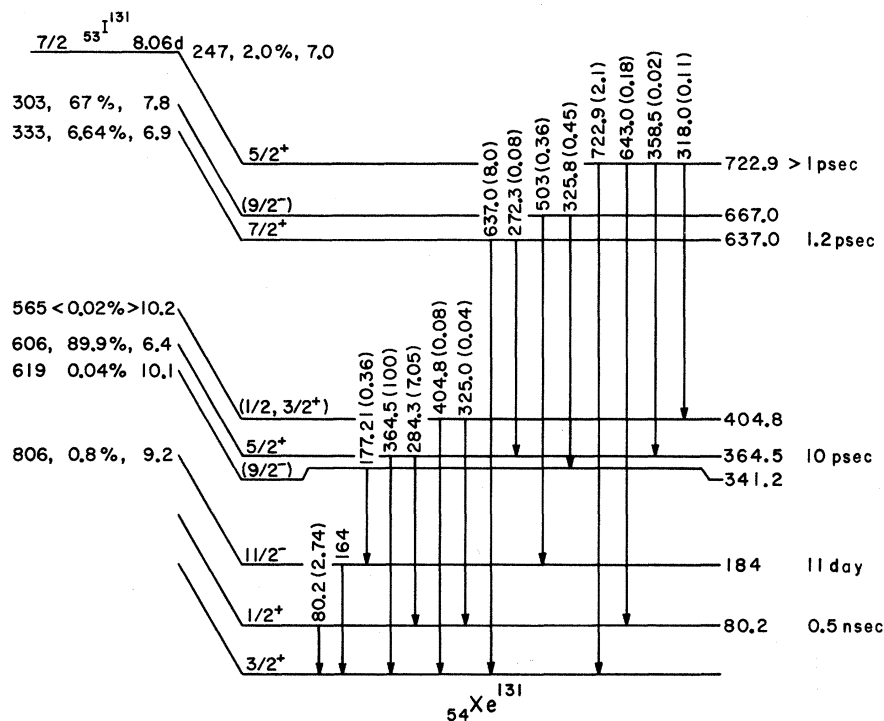 7/2 ₅₃I¹³¹ 8.06d
247, 2.0%, 7.0
303, 67%, 7.8
333, 6.64%, 6.9
637.0 (8.0)
272.3 (0.08)
503 (0.36)
325.8 (0.45)
722.9 (2.1)
643.0 (0.18)
358.5 (0.02)
318.0 (0.11)
5/2⁺ 722.9 > 1 psec
(9/2⁻) 667.0
7/2⁺ 637.0 1.2 psec
565 < 0.02% > 10.2
606, 89.9%, 6.4
619 0.04% 10.1
177.21 (0.36)
364.5 (100)
284.3 (7.05)
404.8 (0.08)
325.0 (0.04)
(1/2, 3/2⁺) 404.8
5/2⁺ 364.5 10 psec
806, 0.8%, 9.2
(9/2⁻) 341.2
80.2 (2.74)
164
11/2⁻ 184 11 day
1/2⁺ 80.2 0.5 nsec
3/2⁺
₅₄Xe¹³¹